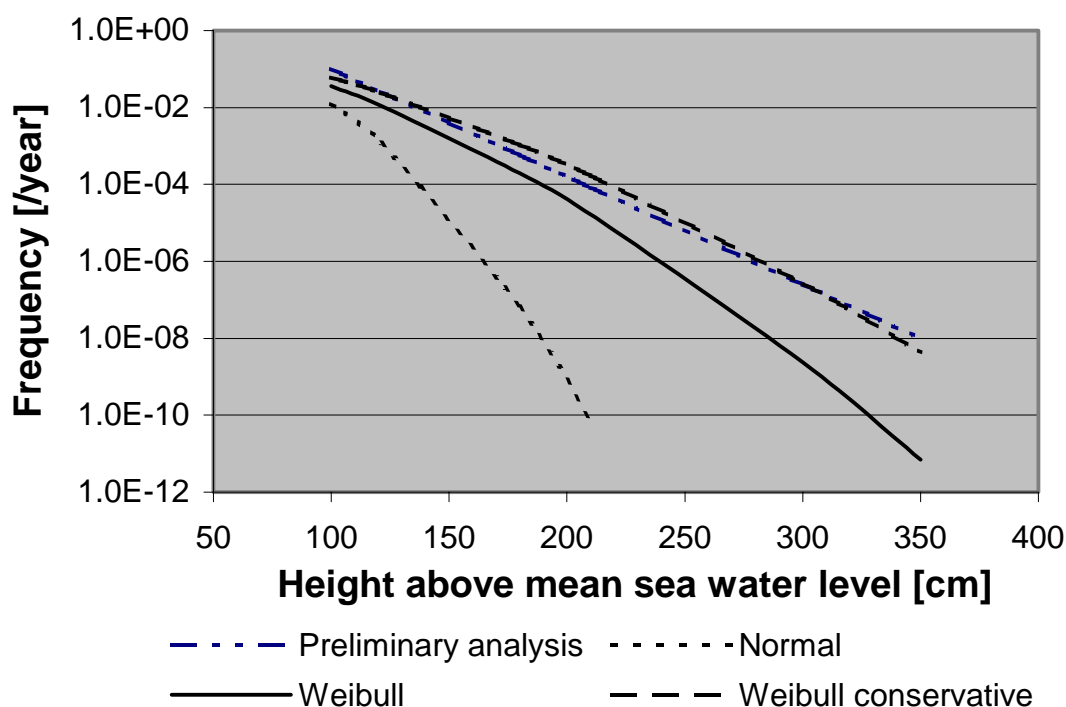 1.0E+00
1.0E-02
1.0E-04
1.0E-06
1.0E-08
1.0E-10
1.0E-12
Frequency [/year]
50 100 150 200 250 300 350 400
Height above mean sea water level [cm]
Preliminary analysis Normal
Weibull Weibull conservative